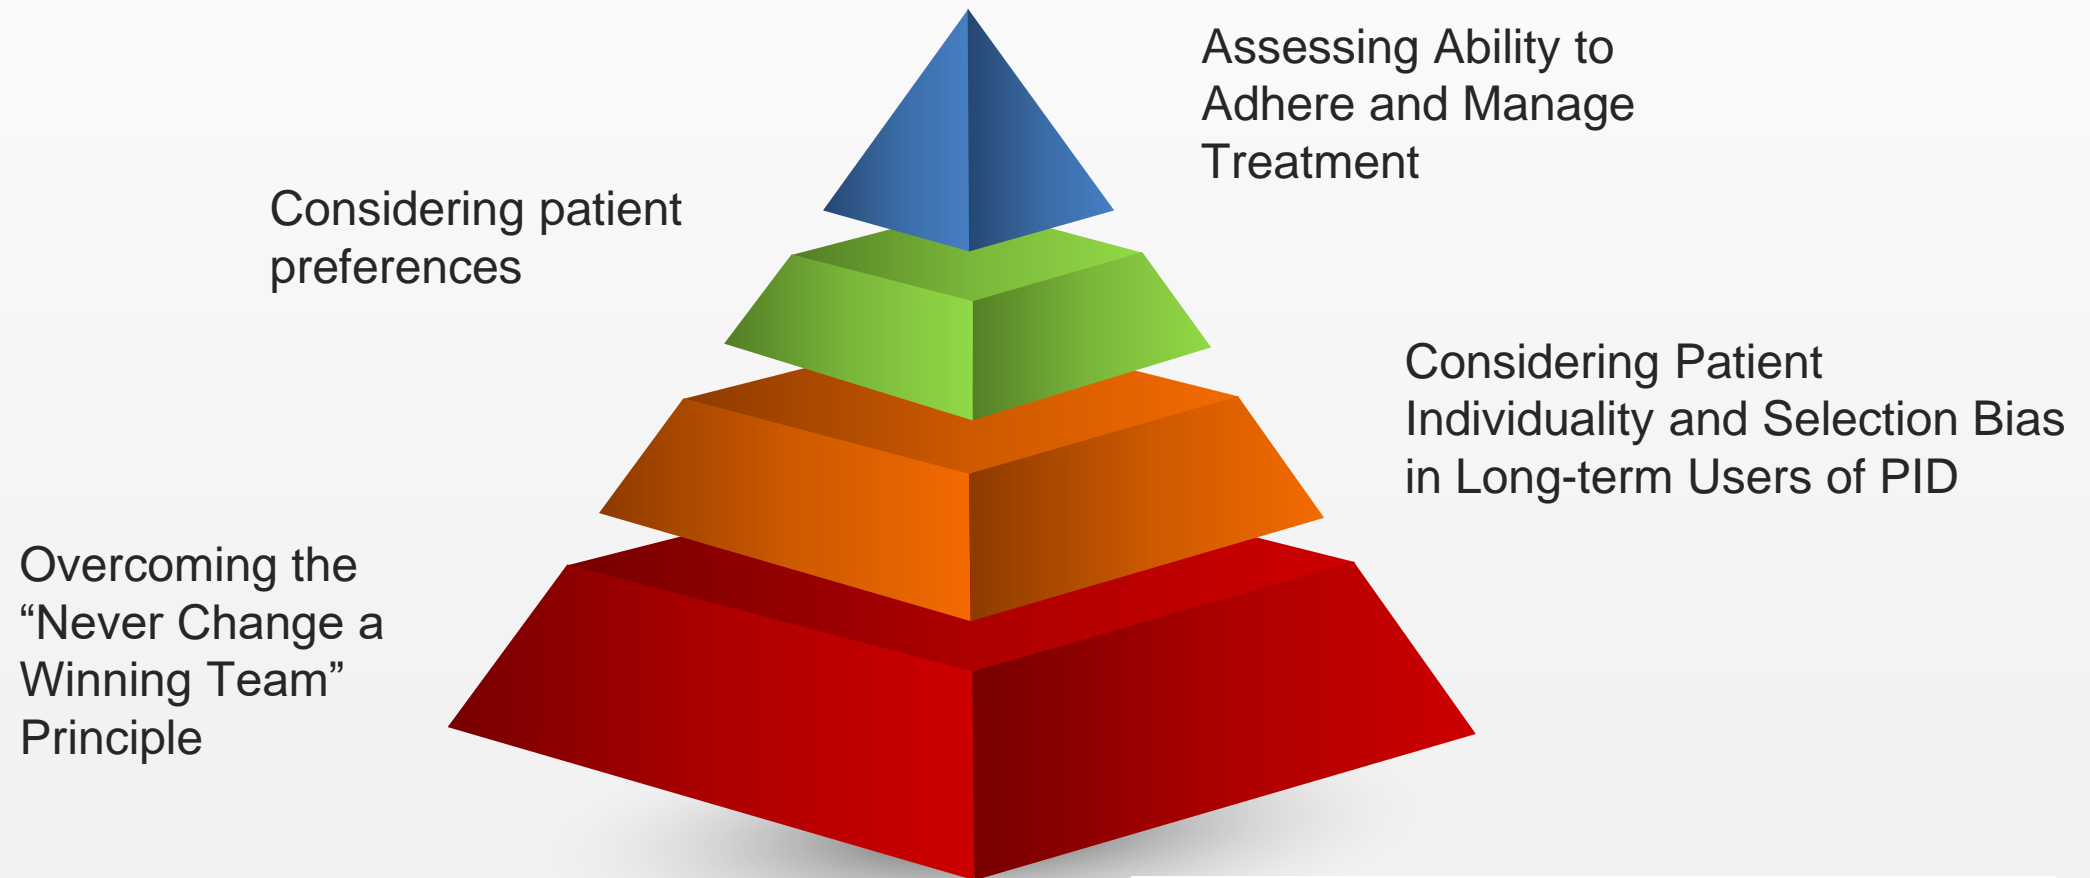 Assessing Ability to
Adhere and Manage
Treatment
Considering patient
preferences
Considering Patient
Individuality and Selection Bias
in Long-term Users of PID
Overcoming the
“Never Change a
Winning Team”
Principle